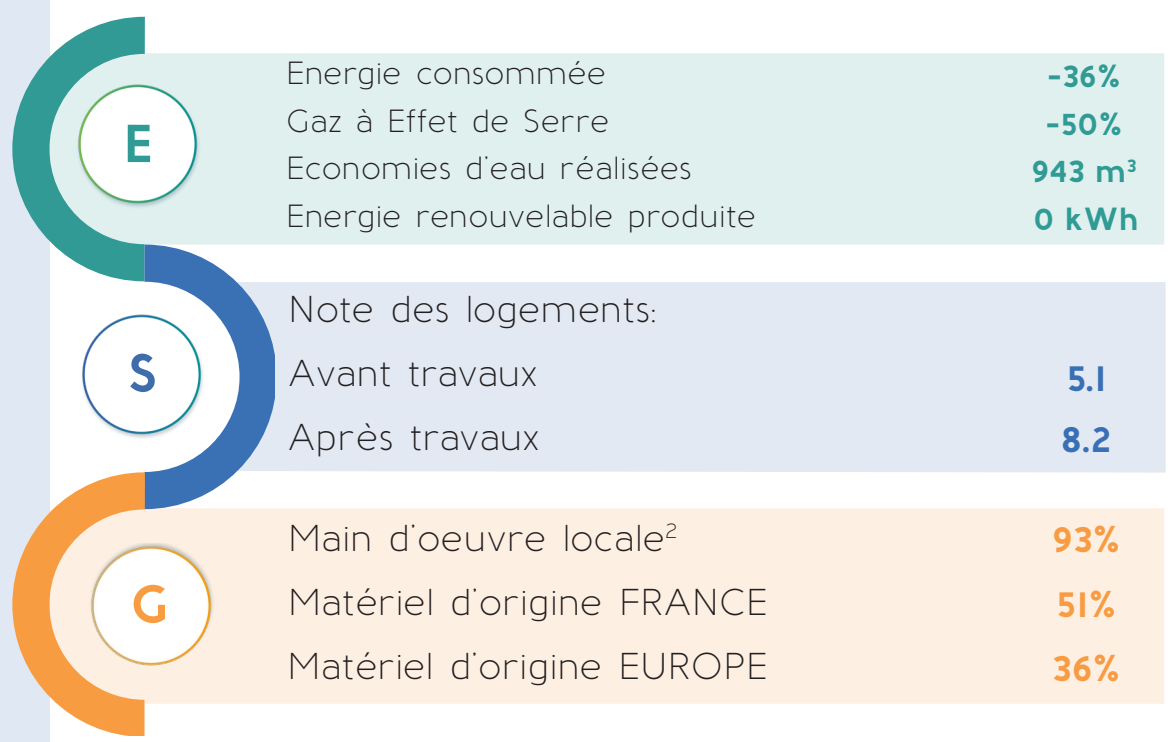 E
Energie consommée -36%
Gaz à Effet de Serre -50%
Economies d'eau réalisées 943 m³
Energie renouvelable produite 0 kWh
S
Note des logements:
Avant travaux 5.1
Après travaux 8.2
G
Main d'oeuvre locale² 93%
Matériel d'origine FRANCE 51%
Matériel d'origine EUROPE 36%